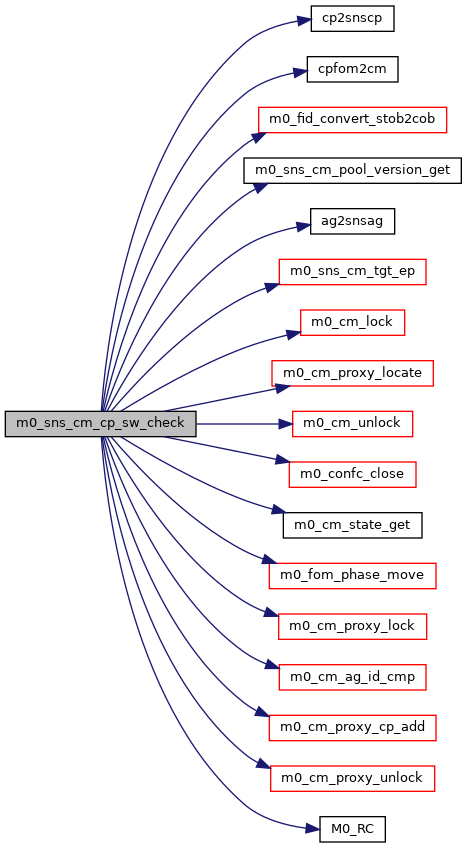 cp2snscp
cpfom2cm
m0_fid_convert_stob2cob
m0_sns_cm_pool_version_get
ag2snsag
m0_sns_cm_tgt_ep
m0_cm_lock
m0_cm_proxy_locate
m0_sns_cm_cp_sw_check
m0_cm_unlock
m0_confc_close
m0_cm_state_get
m0_fom_phase_move
m0_cm_proxy_lock
m0_cm_ag_id_cmp
m0_cm_proxy_cp_add
m0_cm_proxy_unlock
M0_RC